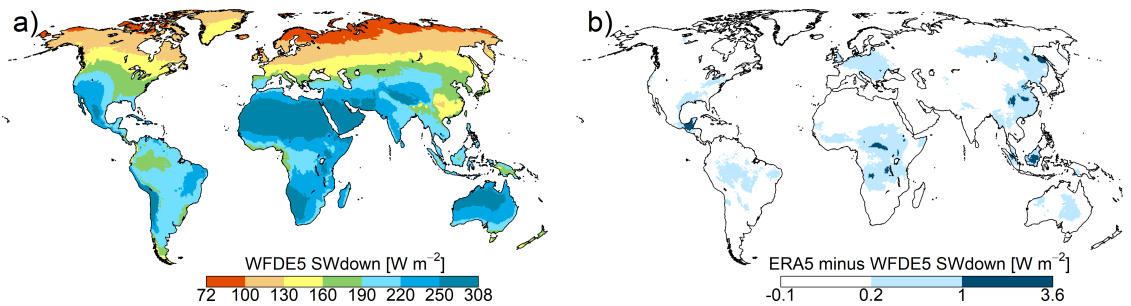 a)
b)
WFDE5 SWdown [W m⁻²]
72 100 130 160 190 220 250 308
ERA5 minus WFDE5 SWdown [W m⁻²]
-0.1 0.2 1 3.6